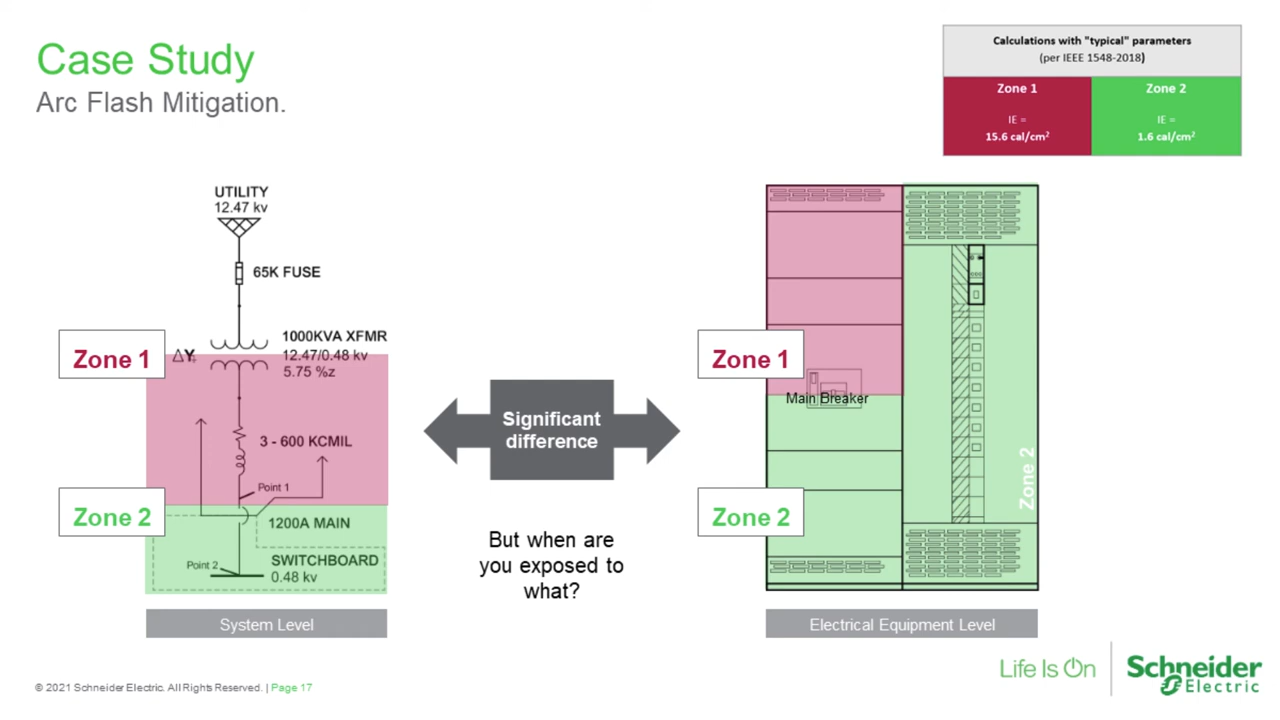 Case Study
Arc Flash Mitigation.
Calculations with "typical" parameters
(per IEEE 1548-2018)
Zone 1
IE =
15.6 cal/cm²
Zone 2
IE =
1.6 cal/cm²
UTILITY
12.47 kv
65K FUSE
1000KVA XFMR
12.47/0.48 kv
5.75 %z
ΔY
Zone 1
3 - 600 KCMIL
Point 1
Zone 2
1200A MAIN
SWITCHBOARD
0.48 kv
Point 2
System Level
Significant
difference
But when are
you exposed to
what?
Zone 1
Main Breaker
Zone 2
Zone 2
Electrical Equipment Level
© 2021 Schneider Electric. All Rights Reserved. | Page 17
Life Is On
Schneider
Electric